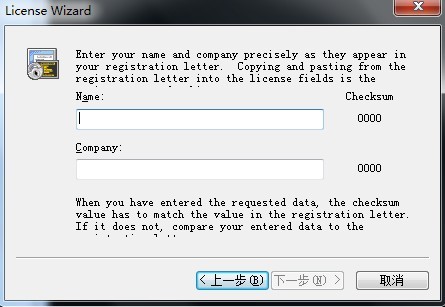 License Wizard
Enter your name and company precisely as they appear in
your registration letter.  Copying and pasting from the
registration letter into the license fields is the
Name:
Checksum
0000
Company:
0000
When you have entered the requested data, the checksum
value has to match the value in the registration letter.
If it does not, compare your entered data to the
< 上一步(B)
下一步(N) >
取消